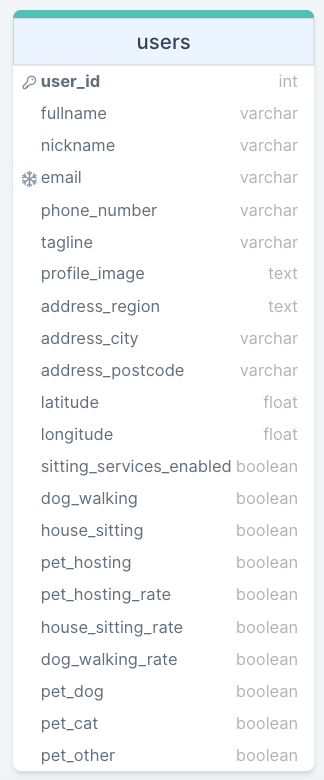 users
user_id int
fullname varchar
nickname varchar
email varchar
phone_number varchar
tagline varchar
profile_image text
address_region text
address_city varchar
address_postcode varchar
latitude float
longitude float
sitting_services_enabled boolean
dog_walking boolean
house_sitting boolean
pet_hosting boolean
pet_hosting_rate boolean
house_sitting_rate boolean
dog_walking_rate boolean
pet_dog boolean
pet_cat boolean
pet_other boolean